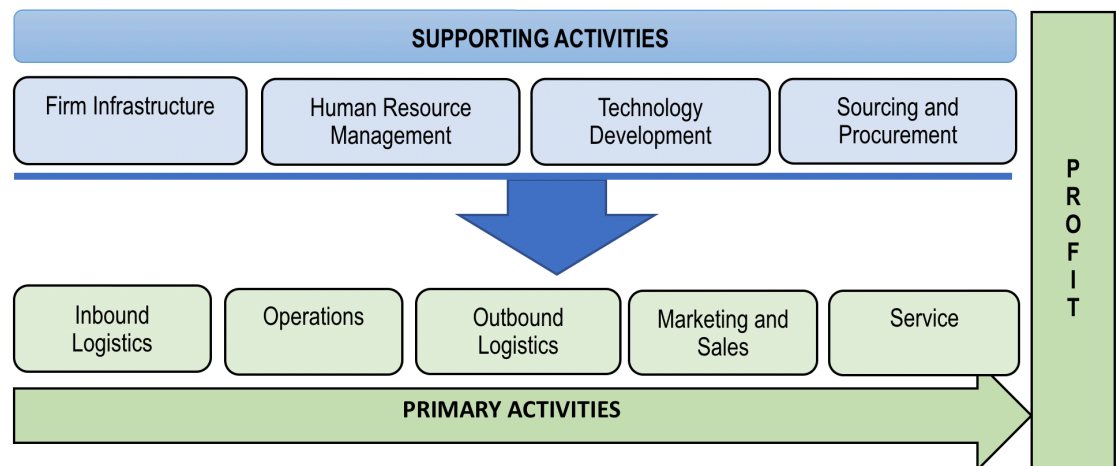 SUPPORTING ACTIVITIES
Firm Infrastructure
Human Resource
Management
Technology
Development
Sourcing and
Procurement
Inbound
Logistics
Operations
Outbound
Logistics
Marketing and
Sales
Service
PRIMARY ACTIVITIES
PROFIT